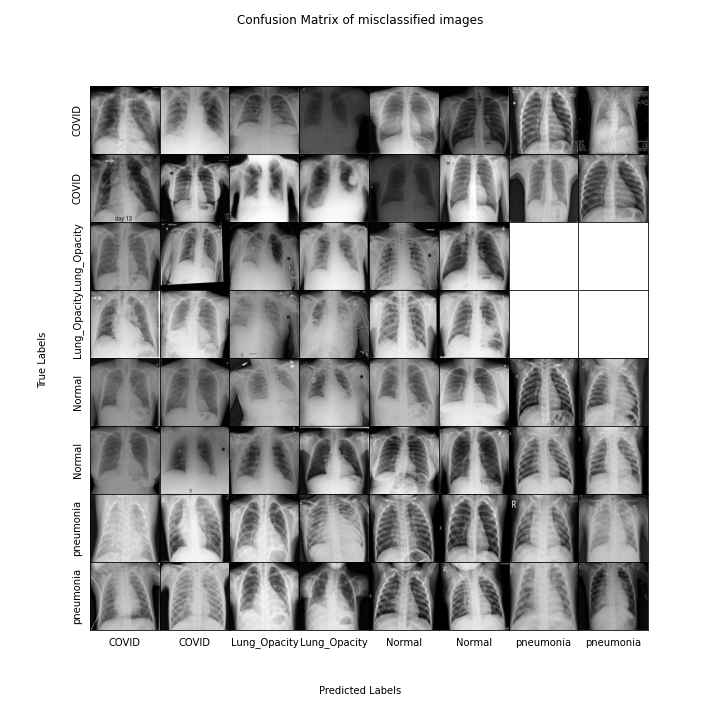 Confusion Matrix of misclassified images
COVID
COVID
Lung_Opacity
Lung_Opacity
Normal
Normal
pneumonia
pneumonia
True Labels
day 13
R
COVID COVID Lung_Opacity Lung_Opacity Normal Normal pneumonia pneumonia
Predicted Labels